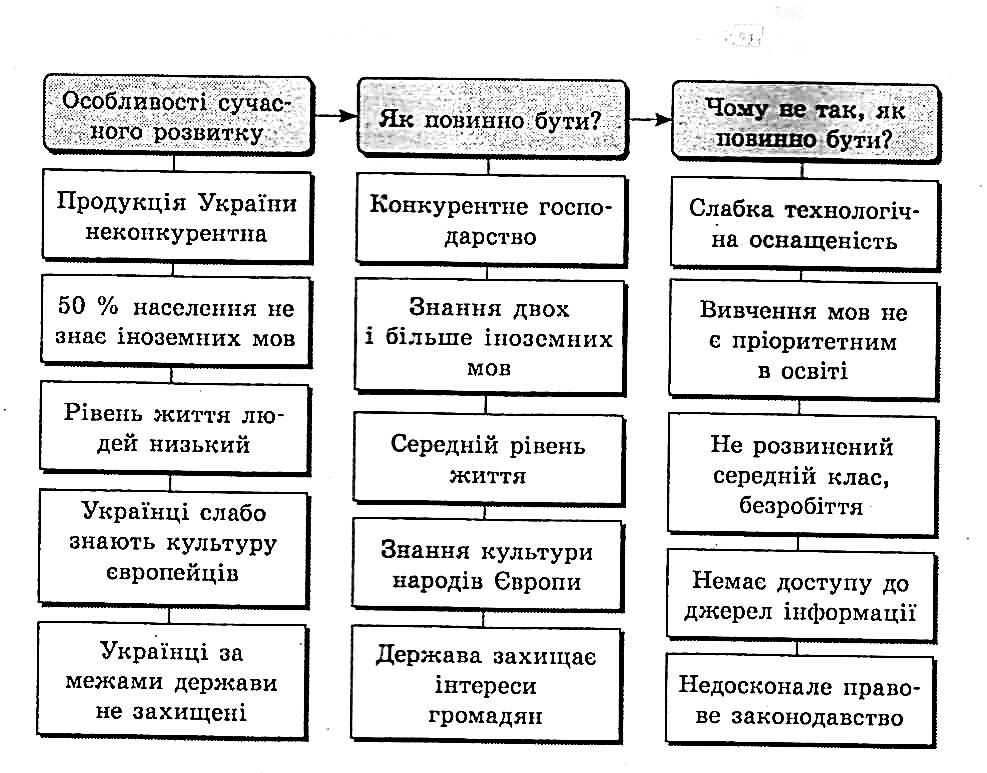 Особливості сучас-
ного розвитку
Продукція України
неконкурентна
50 % населення не
знає іноземних мов
Рівень життя лю-
дей низький
Українці слабо
знають культуру
європейців
Українці за
межами держави
не захищені
Як повинно бути?
Конкурентне госпо-
дарство
Знання двох
і більше іноземних
мов
Середній рівень
життя
Знання культури
народів Європи
Держава захищає
інтереси
громадян
Чому не так, як
повинно бути?
Слабка технологіч-
на оснащеність
Вивчення мов не
є пріоритетним
в освіті
Не розвинений
середній клас,
безробіття
Немає доступу до
джерел інформації
Недосконале право-
ве законодавство